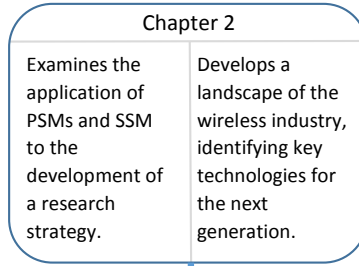 Chapter 2
Examines the
application of
PSMs and SSM
to the
development of
a research
strategy.
Develops a
landscape of the
wireless industry,
identifying key
technologies for
the next
generation.